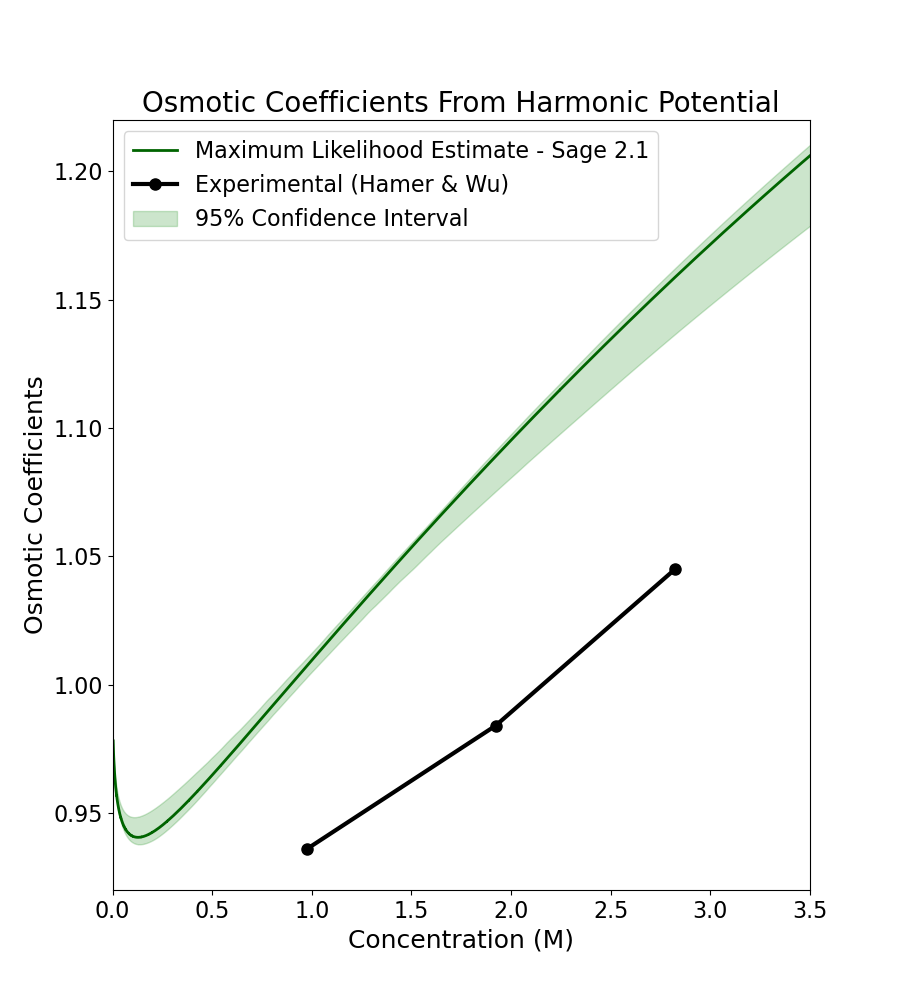 Osmotic Coefficients From Harmonic Potential
Maximum Likelihood Estimate - Sage 2.1
Experimental (Hamer & Wu)
95% Confidence Interval
Osmotic Coefficients
1.20
1.15
1.10
1.05
1.00
0.95
0.0 0.5 1.0 1.5 2.0 2.5 3.0 3.5
Concentration (M)